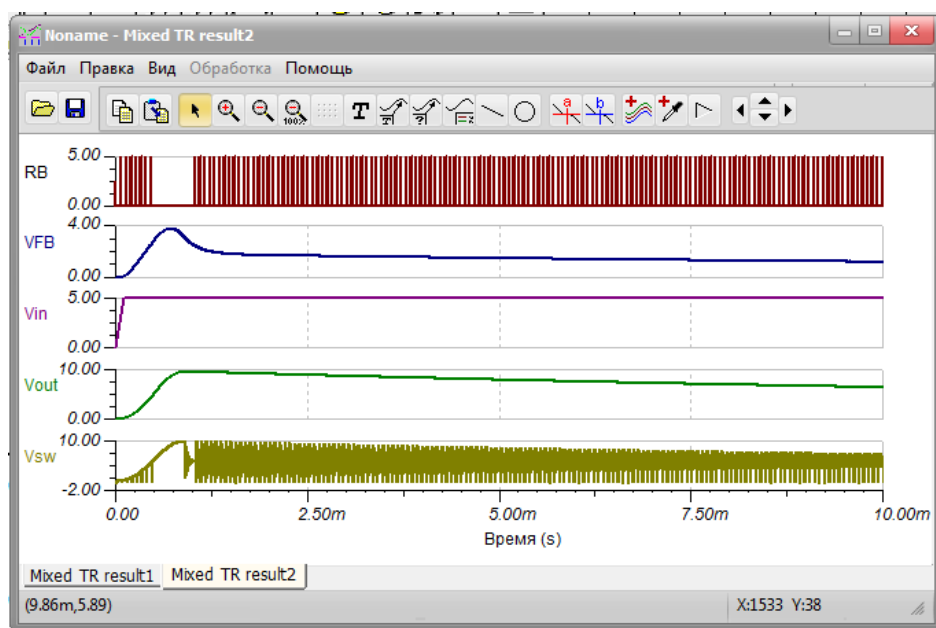 Noname - Mixed TR result2
Файл Правка Вид Обработка Помощь
100%
T
T
?
=x
a
b
RB
5.00
0.00
VFB
4.00
0.00
Vin
5.00
0.00
Vout
10.00
0.00
Vsw
10.00
-2.00
0.00 2.50m 5.00m 7.50m 10.00m
Время (s)
Mixed TR result1 Mixed TR result2
(9.86m,5.89) X:1533 Y:38